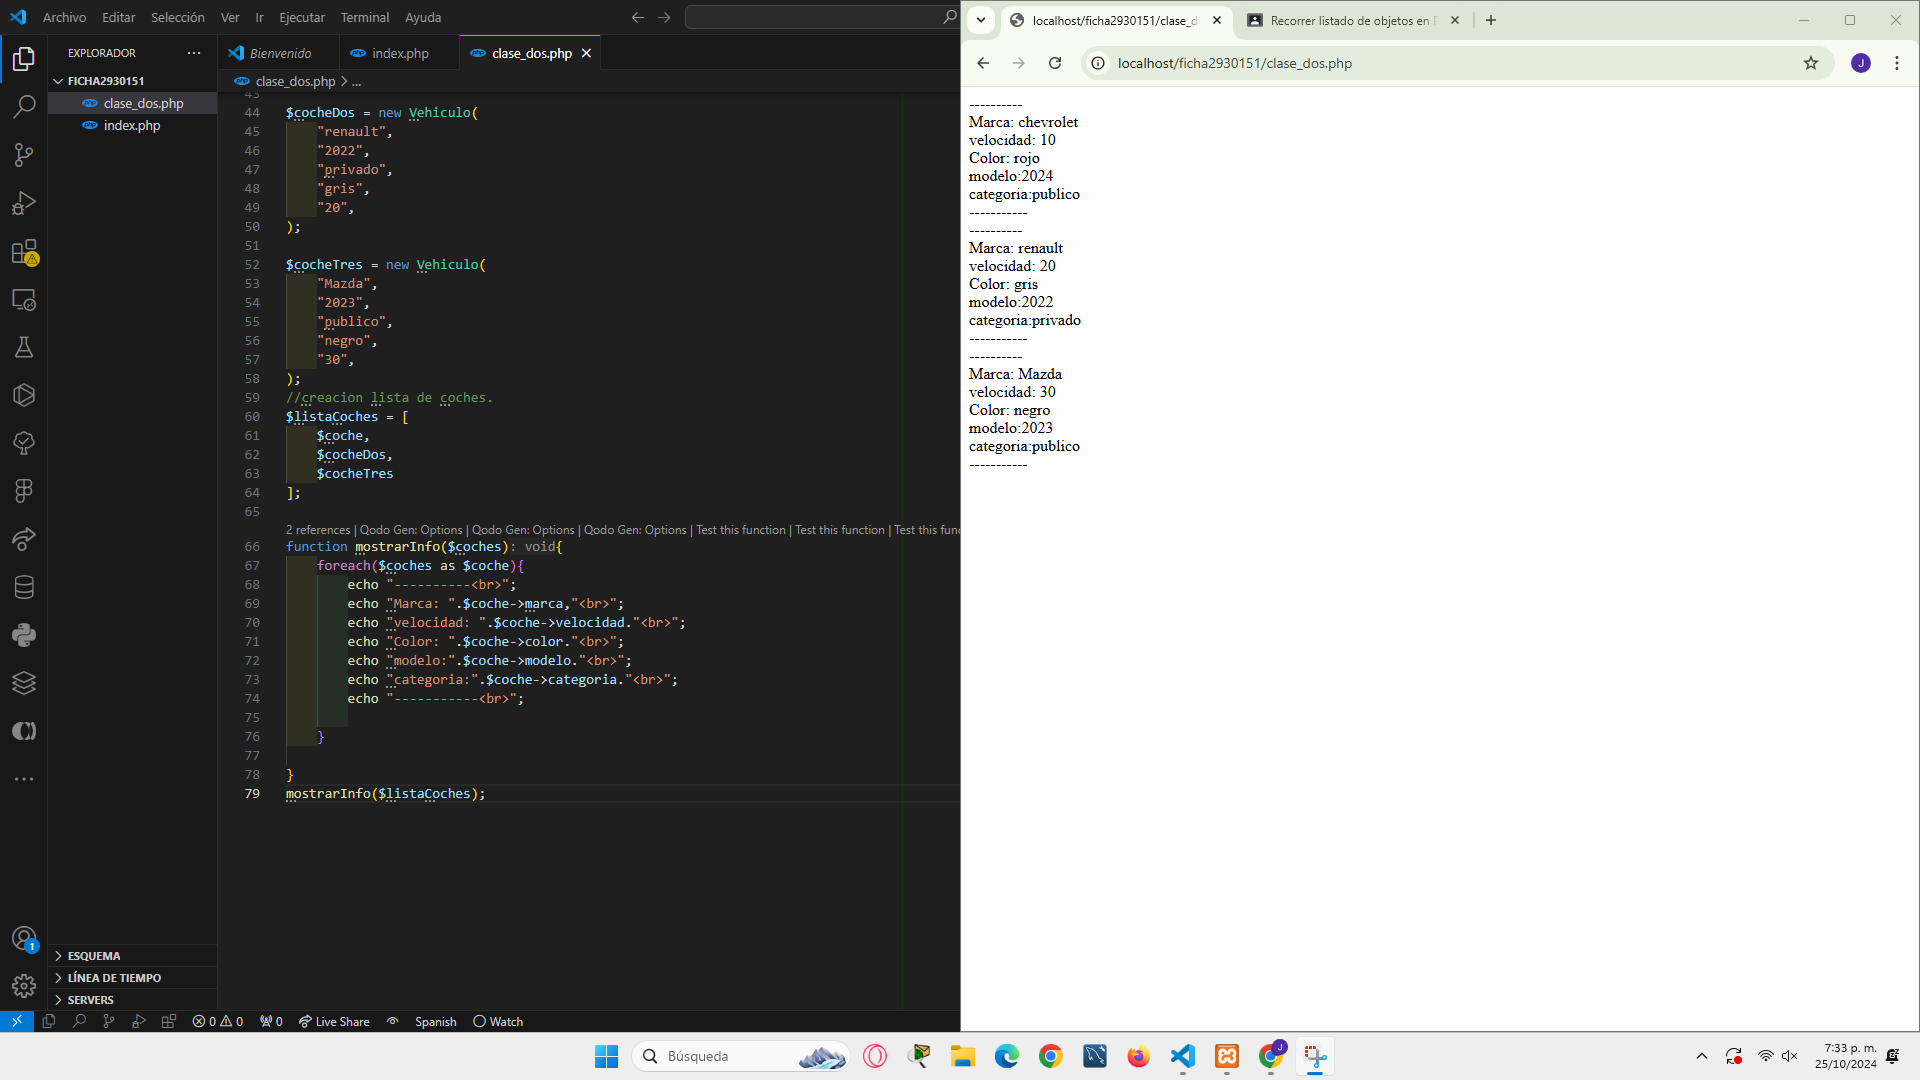 Archivo Editar Selección Ver Ir Ejecutar Terminal Ayuda
EXPLORADOR
FICHA2930151
clase_dos.php
index.php
ESQUEMA
LÍNEA DE TIEMPO
SERVERS
Bienvenido index.php clase_dos.php
clase_dos.php > ...
43
44 $cocheDos = new Vehiculo(
45 "renault",
46 "2022",
47 "privado",
48 "gris",
49 "20",
50 );
51
52 $cocheTres = new Vehiculo(
53 "Mazda",
54 "2023",
55 "publico",
56 "negro",
57 "30",
58 );
59 //creacion lista de coches.
60 $listaCoches = [
61 $coche,
62 $cocheDos,
63 $cocheTres
64 ];
65
2 references | Qodo Gen: Options | Qodo Gen: Options | Qodo Gen: Options | Test this function | Test this function | Test this func
66 function mostrarInfo($coches): void{
67 foreach($coches as $coche){
68 echo "----------<br>";
69 echo "Marca: ".$coche->marca,"<br>";
70 echo "velocidad: ".$coche->velocidad."<br>";
71 echo "Color: ".$coche->color."<br>";
72 echo "modelo:".$coche->modelo."<br>";
73 echo "categoria:".$coche->categoria."<br>";
74 echo "-----------<br>";
75
76 }
77
78 }
79 mostrarInfo($listaCoches);
0 0 0 Live Share Spanish Watch
1
localhost/ficha2930151/clase_d
Recorrer listado de objetos en
localhost/ficha2930151/clase_dos.php
J
----------
Marca: chevrolet
velocidad: 10
Color: rojo
modelo:2024
categoria:publico
-----------
----------
Marca: renault
velocidad: 20
Color: gris
modelo:2022
categoria:privado
-----------
----------
Marca: Mazda
velocidad: 30
Color: negro
modelo:2023
categoria:publico
-----------
Búsqueda
J
7:33 p. m.
25/10/2024